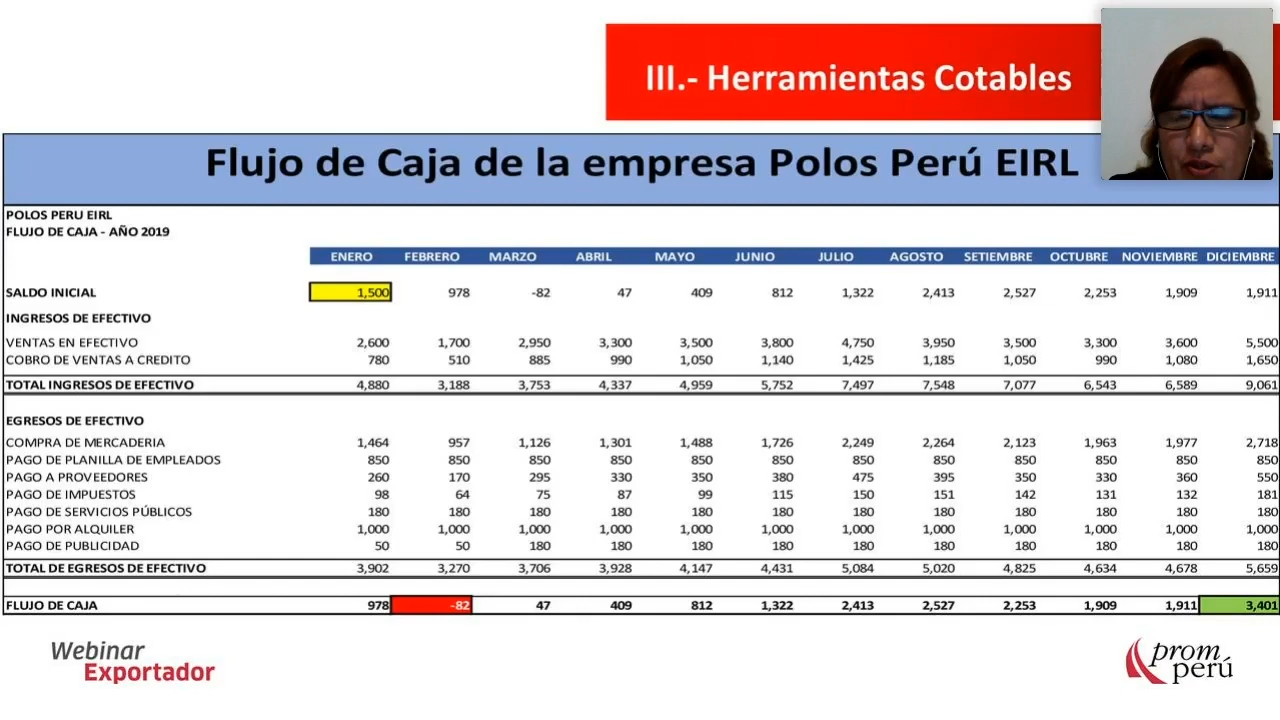 III.- Herramientas Cotables
Flujo de Caja de la empresa Polos Perú EIRL
POLOS PERU EIRL
FLUJO DE CAJA - AÑO 2019
ENERO FEBRERO MARZO ABRIL MAYO JUNIO JULIO AGOSTO SETIEMBRE OCTUBRE NOVIEMBRE DICIEMBRE
SALDO INICIAL 1,500 978 -82 47 409 812 1,322 2,413 2,527 2,253 1,909 1,911
INGRESOS DE EFECTIVO
VENTAS EN EFECTIVO 2,600 1,700 2,950 3,300 3,500 3,800 4,750 3,950 3,500 3,300 3,600 5,500
COBRO DE VENTAS A CREDITO 780 510 885 990 1,050 1,140 1,425 1,185 1,050 990 1,080 1,650
TOTAL INGRESOS DE EFECTIVO 4,880 3,188 3,753 4,337 4,959 5,752 7,497 7,548 7,077 6,543 6,589 9,061
EGRESOS DE EFECTIVO
COMPRA DE MERCADERIA 1,464 957 1,126 1,301 1,488 1,726 2,249 2,264 2,123 1,963 1,977 2,718
PAGO DE PLANILLA DE EMPLEADOS 850 850 850 850 850 850 850 850 850 850 850 850
PAGO A PROVEEDORES 260 170 295 330 350 380 475 395 350 330 360 550
PAGO DE IMPUESTOS 98 64 75 87 99 115 150 151 142 131 132 181
PAGO DE SERVICIOS PÚBLICOS 180 180 180 180 180 180 180 180 180 180 180 180
PAGO POR ALQUILER 1,000 1,000 1,000 1,000 1,000 1,000 1,000 1,000 1,000 1,000 1,000 1,000
PAGO DE PUBLICIDAD 50 50 180 180 180 180 180 180 180 180 180 180
TOTAL DE EGRESOS DE EFECTIVO 3,902 3,270 3,706 3,928 4,147 4,431 5,084 5,020 4,825 4,634 4,678 5,659
FLUJO DE CAJA 978 -82 47 409 812 1,322 2,413 2,527 2,253 1,909 1,911 3,401
Webinar
Exportador
prom
perú